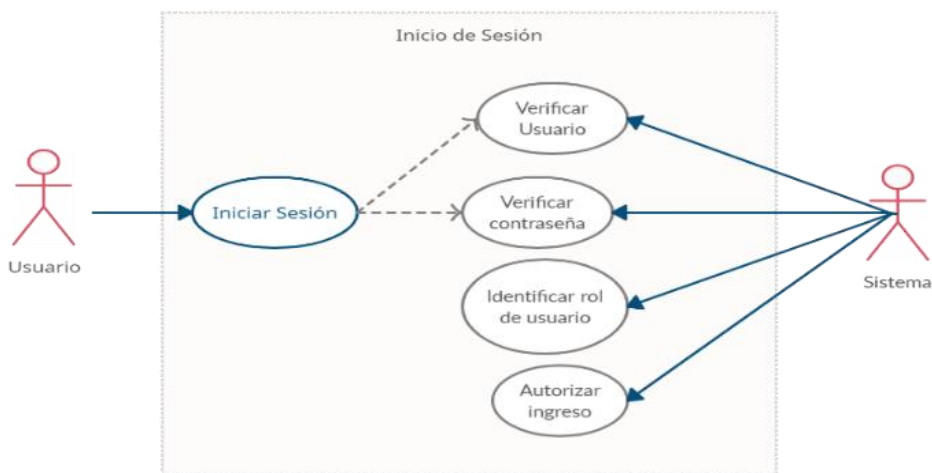 Inicio de Sesión
Verificar
Usuario
Iniciar Sesión
Verificar
contraseña
Usuario
Identificar rol
de usuario
Sistema
Autorizar
ingreso